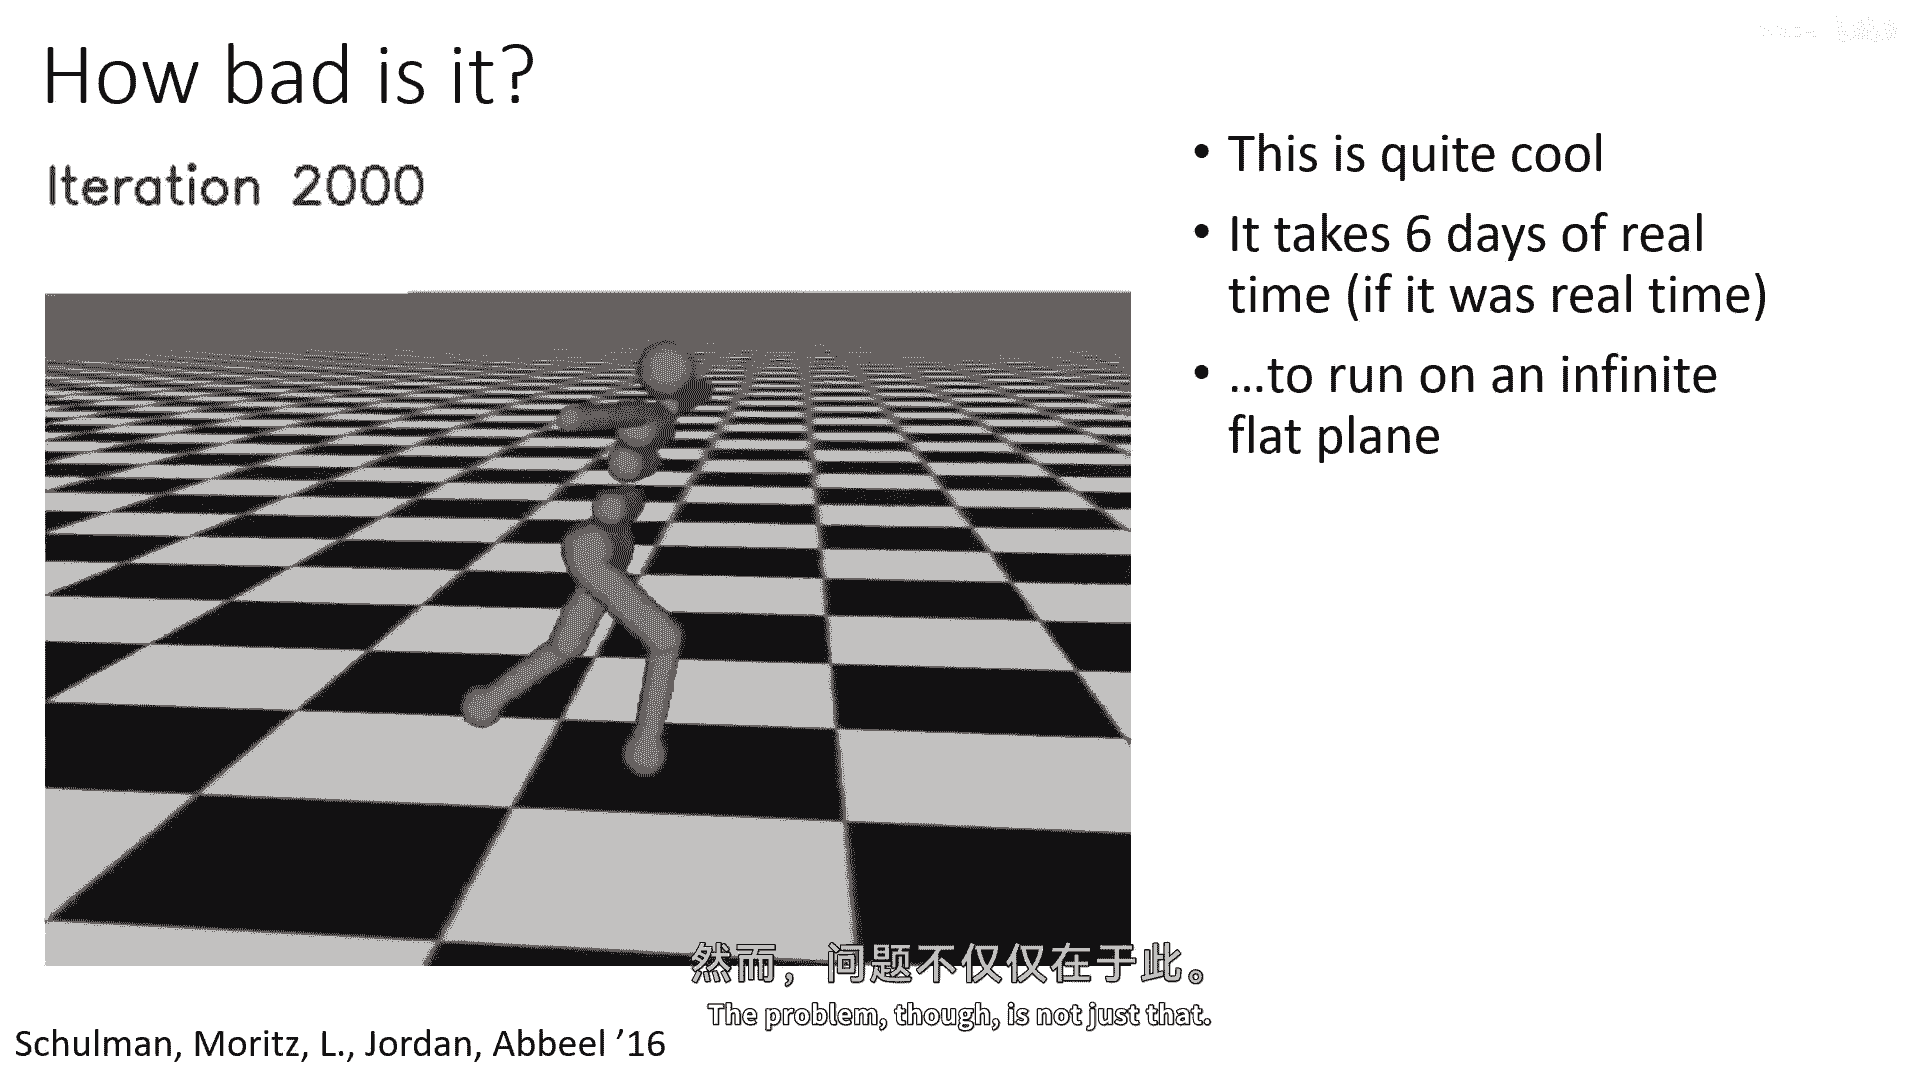 How bad is it?
Iteration 2000
• This is quite cool
• It takes 6 days of real
time (if it was real time)
• …to run on an infinite
flat plane
然而，问题不仅仅在于此。
The problem, though, is not just that.
Schulman, Moritz, L., Jordan, Abbeel ’16